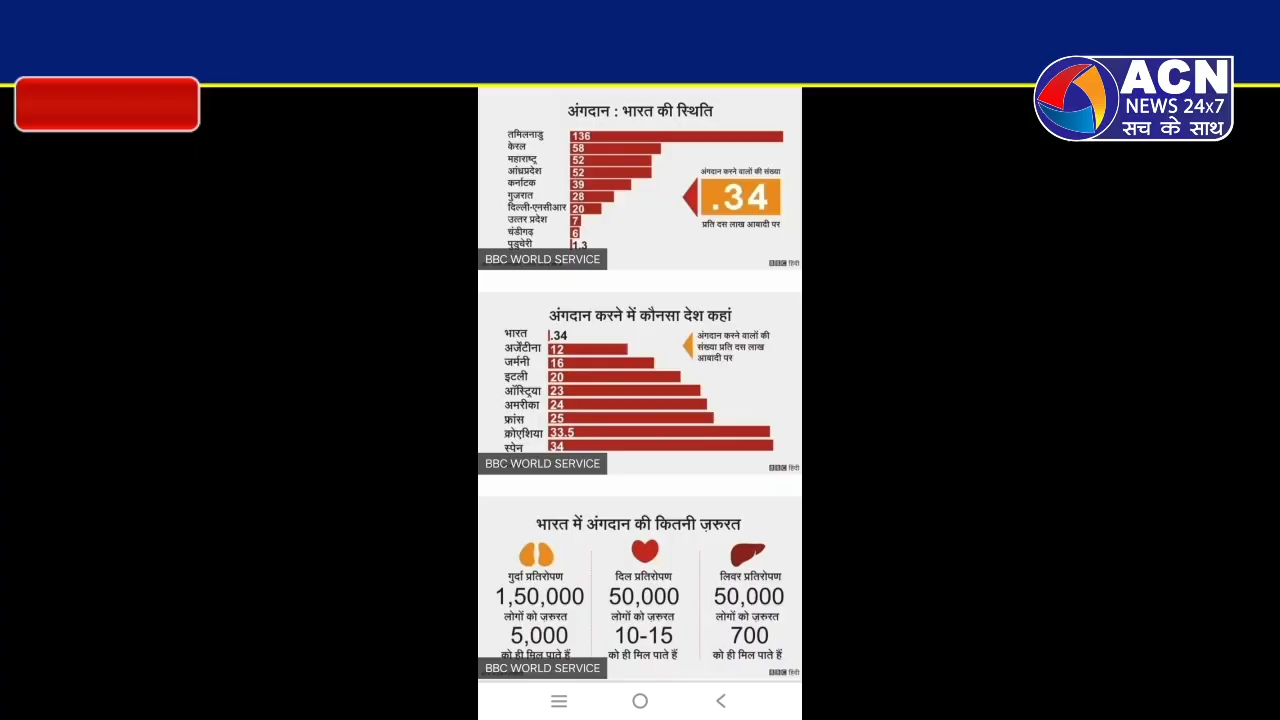 ACN
NEWS 24x7
सच के साथ
अंगदान : भारत की स्थिति
तमिलनाडु 136
केरल 58
महाराष्ट्र 52
आंध्रप्रदेश 52
कर्नाटक 39
गुजरात 28
दिल्ली-एनसीआर 20
उत्तर प्रदेश 7
चंडीगढ़ 6
पुडुचेरी 1.3
अंगदान करने वालों की संख्या
.34
प्रति दस लाख आबादी पर
BBC WORLD SERVICE
BBC हिंदी
अंगदान करने में कौनसा देश कहां
भारत .34
अर्जेंटीना 12
जर्मनी 16
इटली 20
ऑस्ट्रिया 23
अमरीका 24
फ्रांस 25
क्रोएशिया 33.5
स्पेन 34
अंगदान करने वालों की
संख्या प्रति दस लाख
आबादी पर
BBC WORLD SERVICE
BBC हिंदी
भारत में अंगदान की कितनी ज़रुरत
गुर्दा प्रतिरोपण दिल प्रतिरोपण लिवर प्रतिरोपण
1,50,000 50,000 50,000
लोगों को ज़रुरत लोगों को ज़रुरत लोगों को ज़रुरत
5,000 10-15 700
को ही मिल पाते हैं को ही मिल पाते हैं को ही मिल पाते हैं
BBC WORLD SERVICE
BBC हिंदी